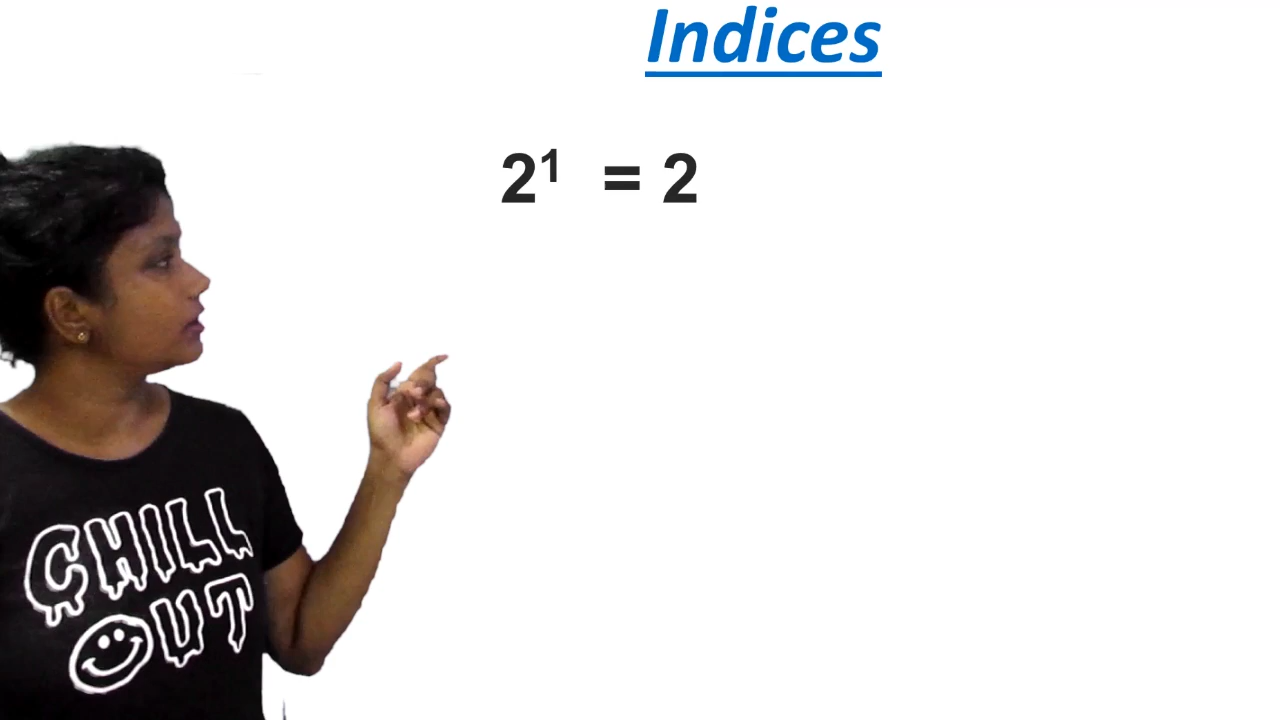 Indices
2¹ = 2
CHILL
OUT